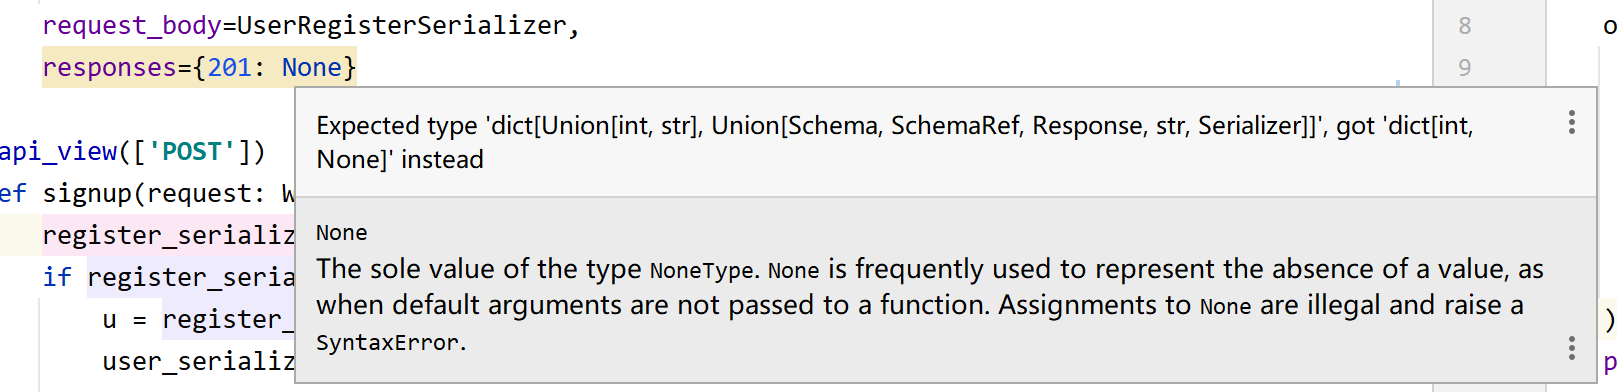 request_body=UserRegisterSerializer,
8
o
responses={201: None}
9
Expected type 'dict[Union[int, str], Union[Schema, SchemaRef, Response, str, Serializer]]', got 'dict[int,
None]' instead
api_view(['POST'])
ef signup(request: W
register_serializ
None
if register_seria
The sole value of the type NoneType. None is frequently used to represent the absence of a value, as
when default arguments are not passed to a function. Assignments to None are illegal and raise a
u = register_
)
SyntaxError.
user_serializ
p